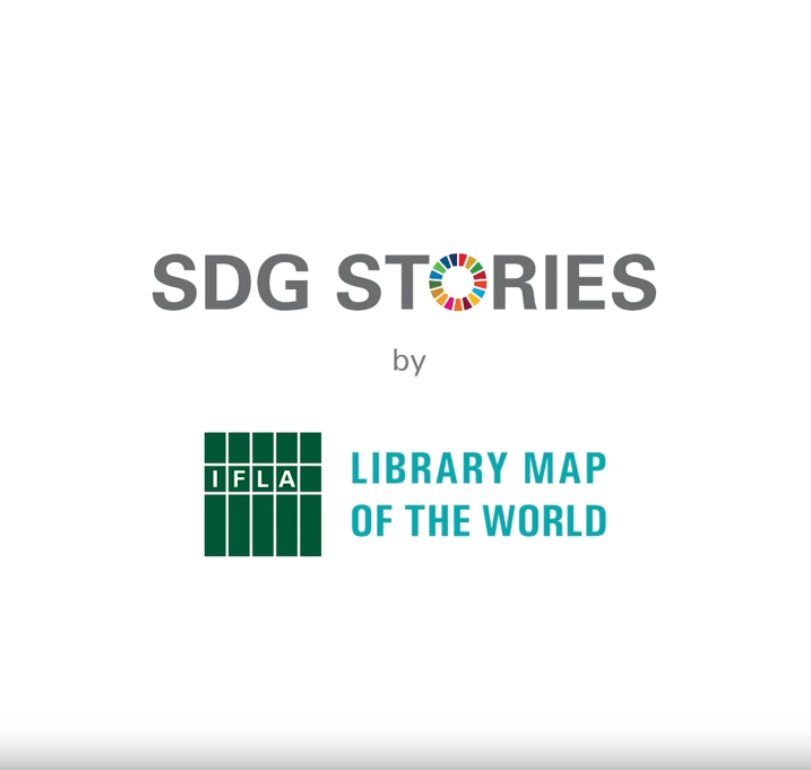 SDG STORIES
by
IFLA
LIBRARY MAP
OF THE WORLD